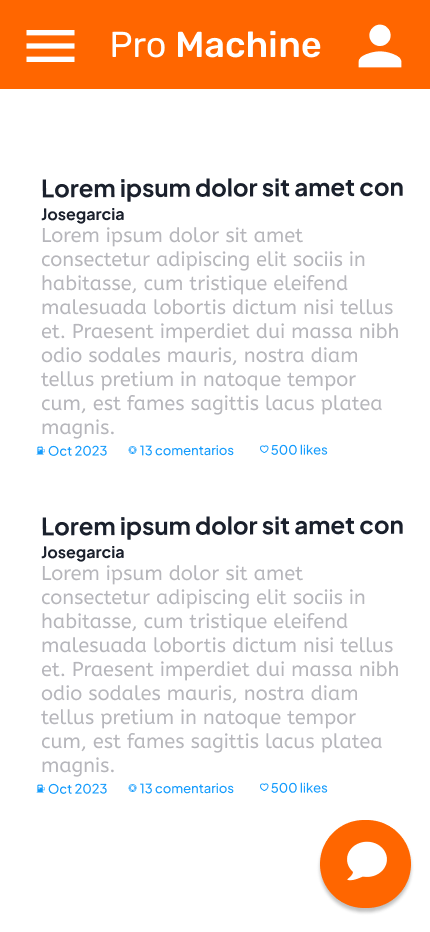 Pro Machine
Lorem ipsum dolor sit amet con
Josegarcia
Lorem ipsum dolor sit amet
consectetur adipiscing elit sociis in
habitasse, cum tristique eleifend
malesuada lobortis dictum nisi tellus
et. Praesent imperdiet dui massa nibh
odio sodales mauris, nostra diam
tellus pretium in natoque tempor
cum, est fames sagittis lacus platea
magnis.
Oct 2023 13 comentarios 500 likes
Lorem ipsum dolor sit amet con
Josegarcia
Lorem ipsum dolor sit amet
consectetur adipiscing elit sociis in
habitasse, cum tristique eleifend
malesuada lobortis dictum nisi tellus
et. Praesent imperdiet dui massa nibh
odio sodales mauris, nostra diam
tellus pretium in natoque tempor
cum, est fames sagittis lacus platea
magnis.
Oct 2023 13 comentarios 500 likes